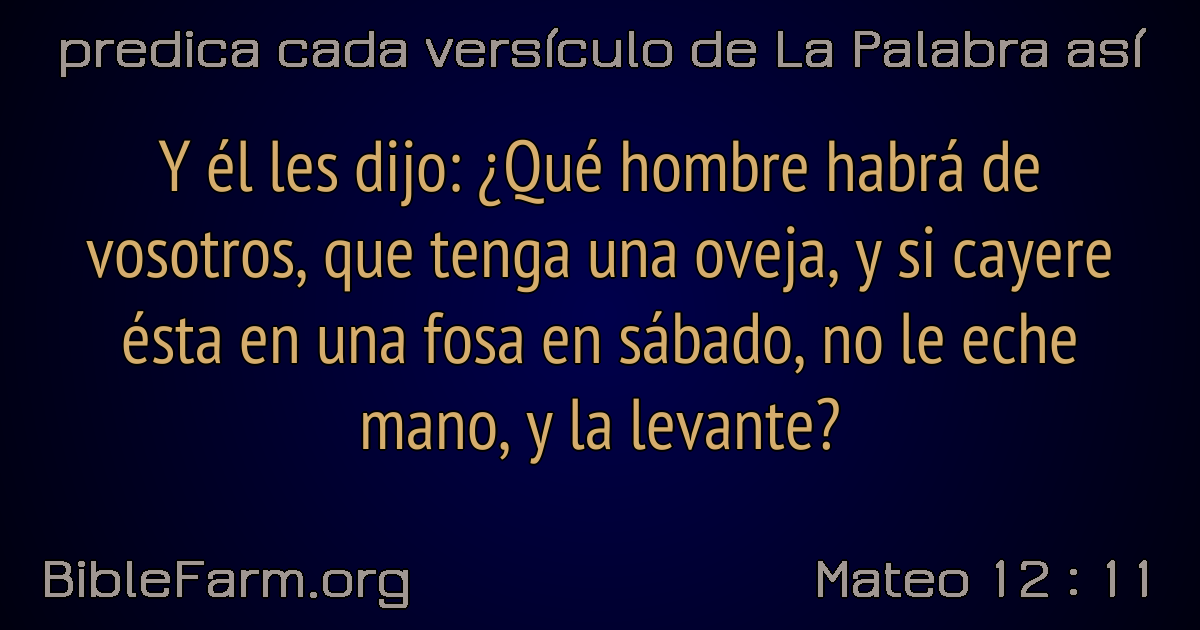 predica cada versículo de La Palabra así
Y él les dijo: ¿Qué hombre habrá de
vosotros, que tenga una oveja, y si cayere
ésta en una fosa en sábado, no le eche
mano, y la levante?
BibleFarm.org
Mateo 12 : 11